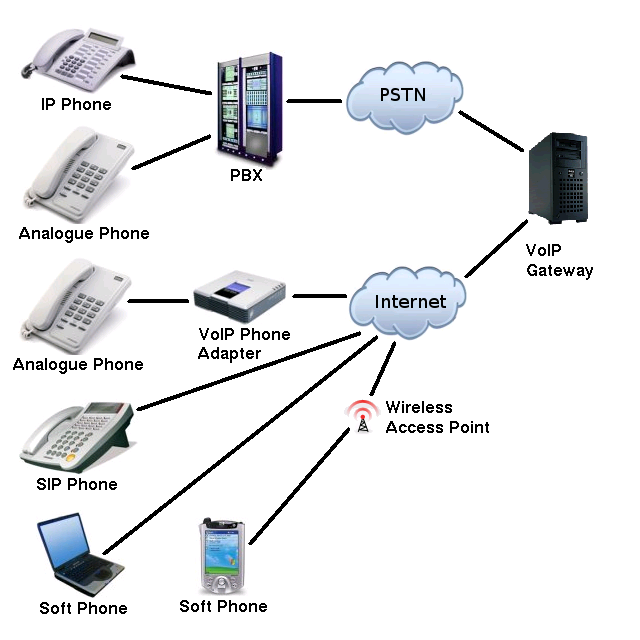 IP Phone
PBX
PSTN
Analogue Phone
VoIP
Gateway
Analogue Phone
VoIP Phone
Adapter
Internet
SIP Phone
Wireless
Access Point
Soft Phone
Soft Phone